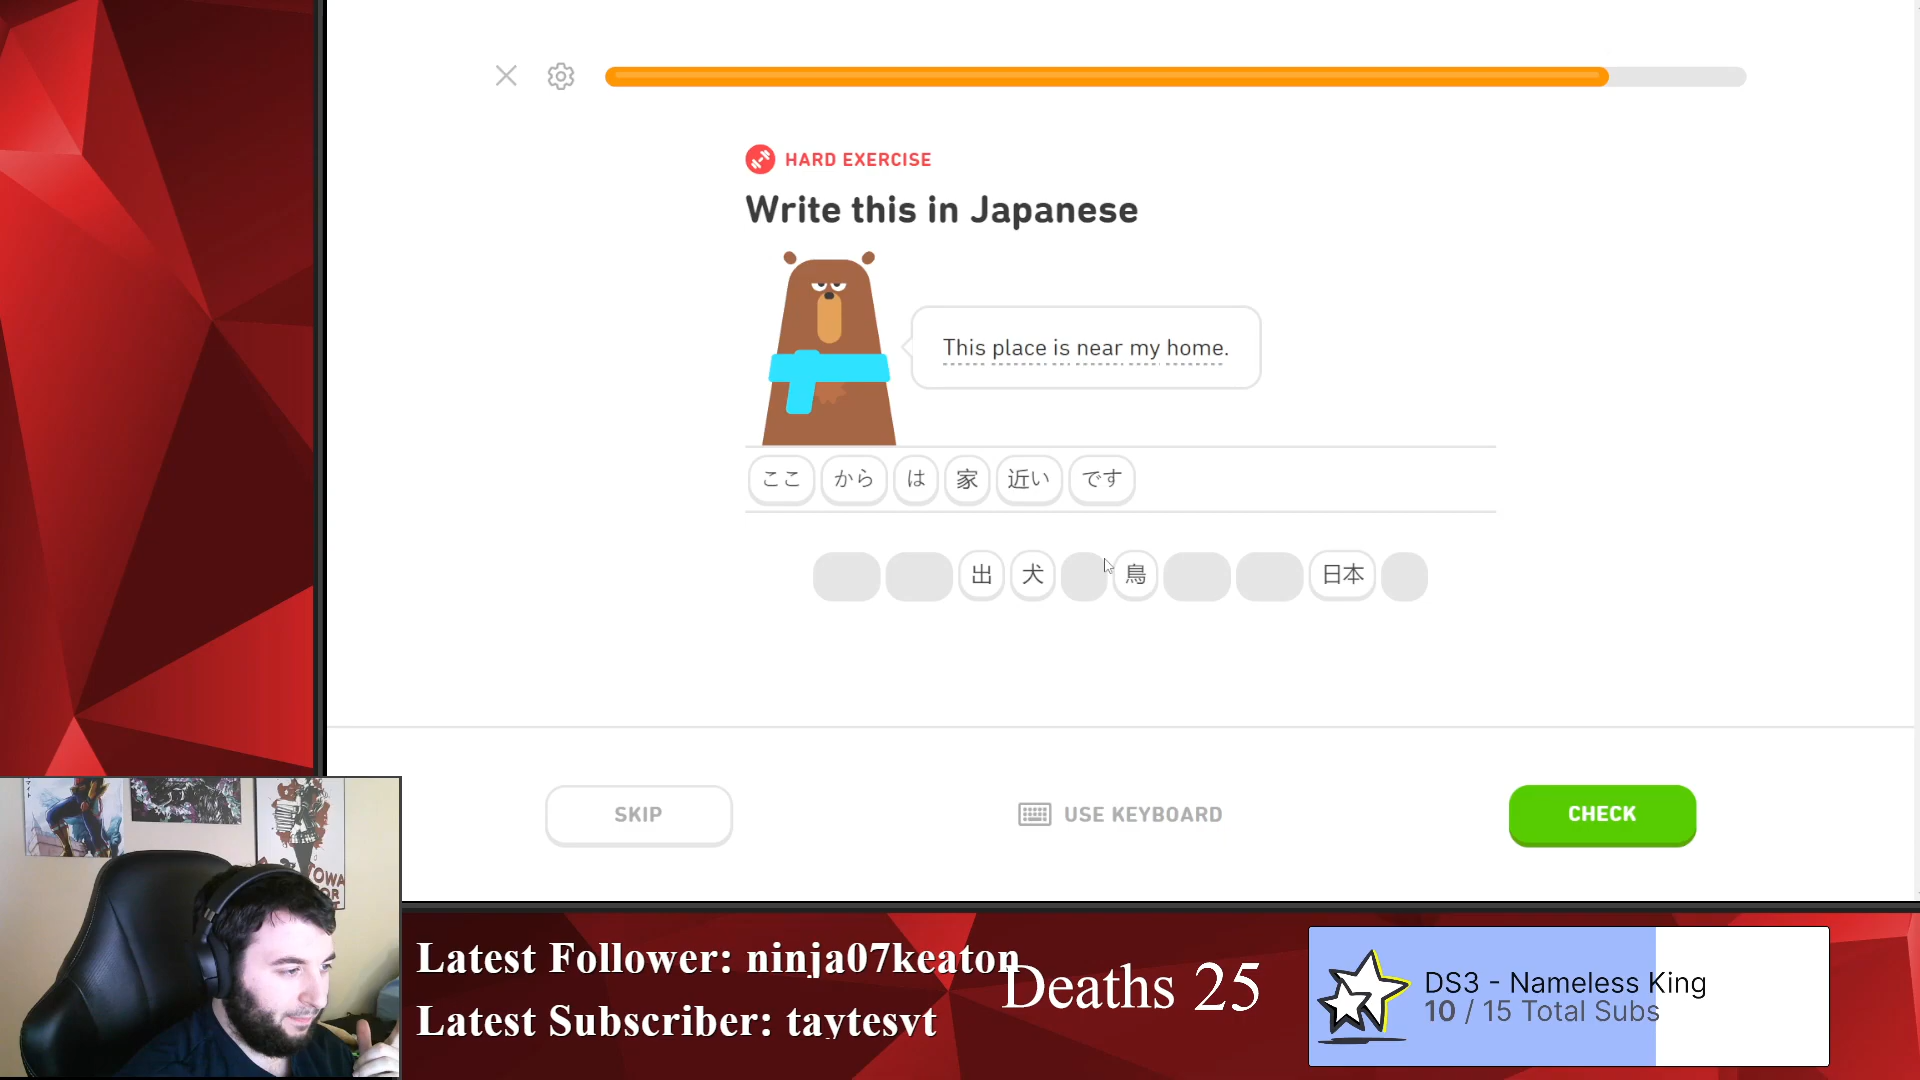 HARD EXERCISE
Write this in Japanese
This place is near my home.
ここ から は 家 近い です
出 犬 鳥 日本
SKIP
USE KEYBOARD
CHECK
Latest Follower: ninja07keaton
Latest Subscriber: taytesvt
Deaths 25
DS3 - Nameless King
10 / 15 Total Subs